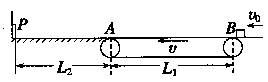 P A B v₀
v
L₂ L₁